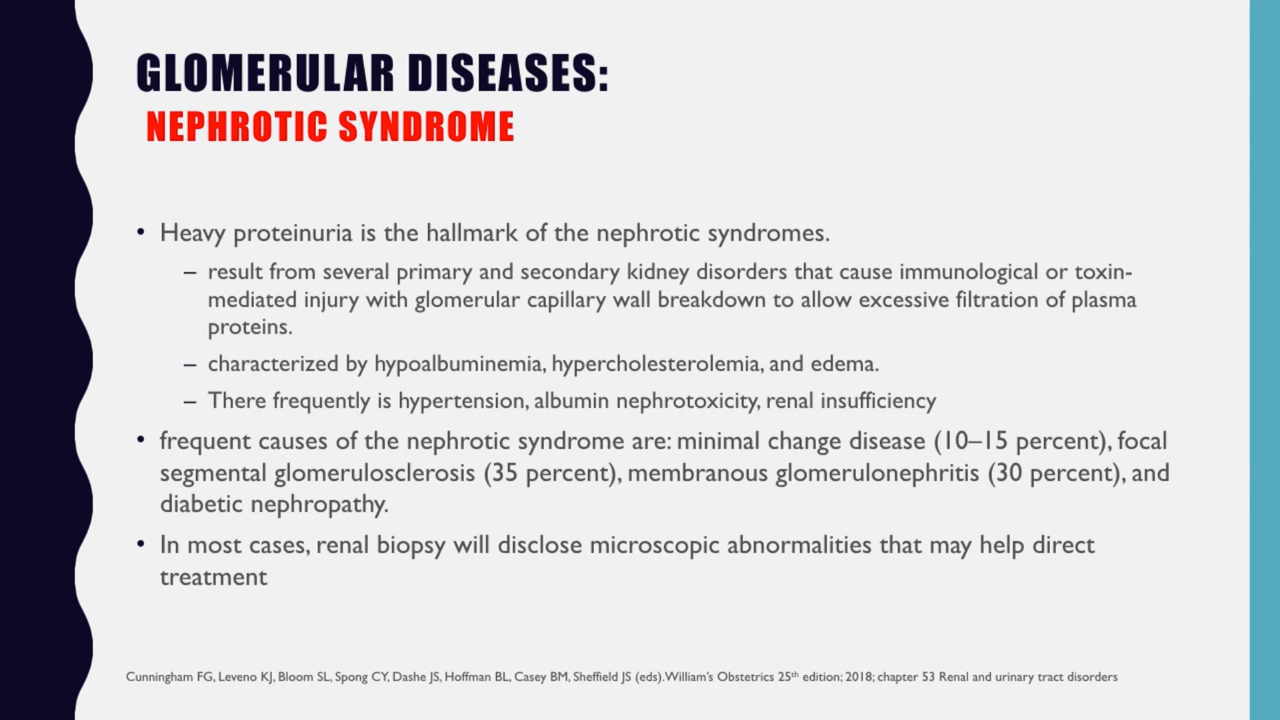 GLOMERULAR DISEASES:
NEPHROTIC SYNDROME
• Heavy proteinuria is the hallmark of the nephrotic syndromes.
– result from several primary and secondary kidney disorders that cause immunological or toxin-
mediated injury with glomerular capillary wall breakdown to allow excessive filtration of plasma
proteins.
– characterized by hypoalbuminemia, hypercholesterolemia, and edema.
– There frequently is hypertension, albumin nephrotoxicity, renal insufficiency
• frequent causes of the nephrotic syndrome are: minimal change disease (10–15 percent), focal
segmental glomerulosclerosis (35 percent), membranous glomerulonephritis (30 percent), and
diabetic nephropathy.
• In most cases, renal biopsy will disclose microscopic abnormalities that may help direct
treatment
Cunningham FG, Leveno KJ, Bloom SL, Spong CY, Dashe JS, Hoffman BL, Casey BM, Sheffield JS (eds).William's Obstetrics 25th edition; 2018; chapter 53 Renal and urinary tract disorders